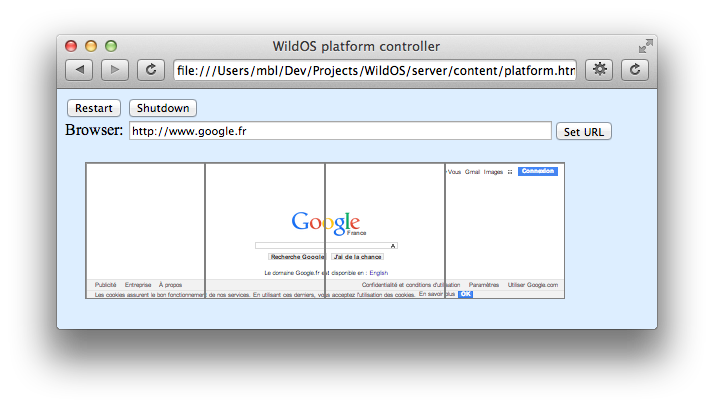 WildOS platform controller
file:///Users/mbl/Dev/Projects/WildOS/server/content/platform.htm
Restart Shutdown
Browser: http://www.google.fr Set URL
Vous Gmail Images Connexion
Google
France
A
Recherche Google J'ai de la chance
Le domaine Google.fr est disponible en : English
Publicité Entreprise À propos Confidentialité et conditions d'utilisation Paramètres Utiliser Google.com
Les cookies assurent le bon fonctionnement de nos services. En utilisant ces derniers, vous acceptez l'utilisation des cookies. En savoir plus OK